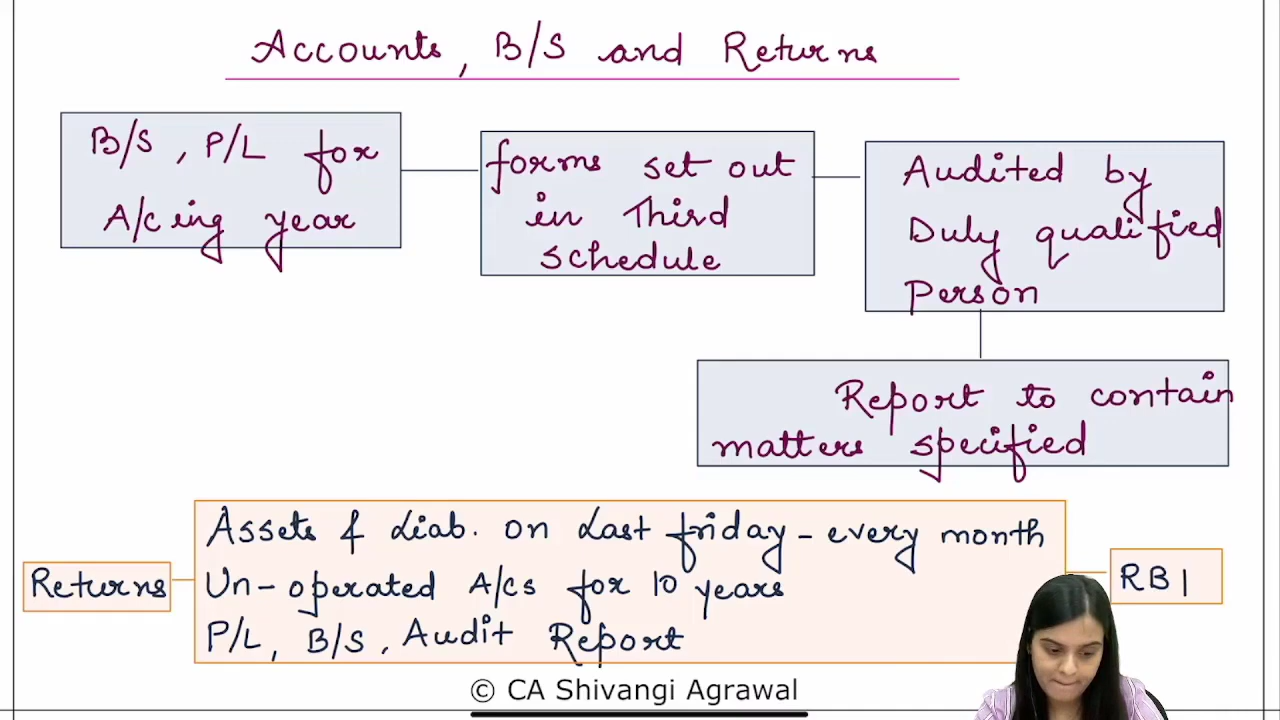 Accounts, B/S and Returns
B/S, P/L for
A/cing year
forms set out
in Third
schedule
Audited by
Duly qualified
Person
Report to contain
matters specified
Returns
Assets & Liab. on Last friday - every month
Un-operated A/cs for 10 years
P/L, B/S, Audit Report
RBI
© CA Shivangi Agrawal